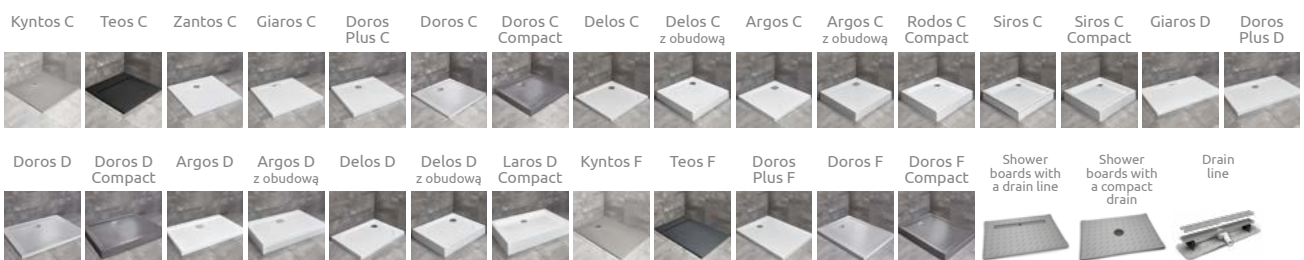 Kyntos C
Teos C
Zantos C
Giaros C
Doros
Plus C
Doros C
Doros C
Compact
Delos C
Delos C
z obudową
Argos C
Argos C
z obudową
Rodos C
Compact
Siros C
Siros C
Compact
Giaros D
Doros
Plus D
Doros D
Doros D
Compact
Argos D
Argos D
z obudową
Delos D
Delos D
z obudową
Laros D
Compact
Kyntos F
Teos F
Doros
Plus F
Doros F
Doros F
Compact
Shower
boards with
a drain line
Shower
boards with
a compact
drain
Drain
line